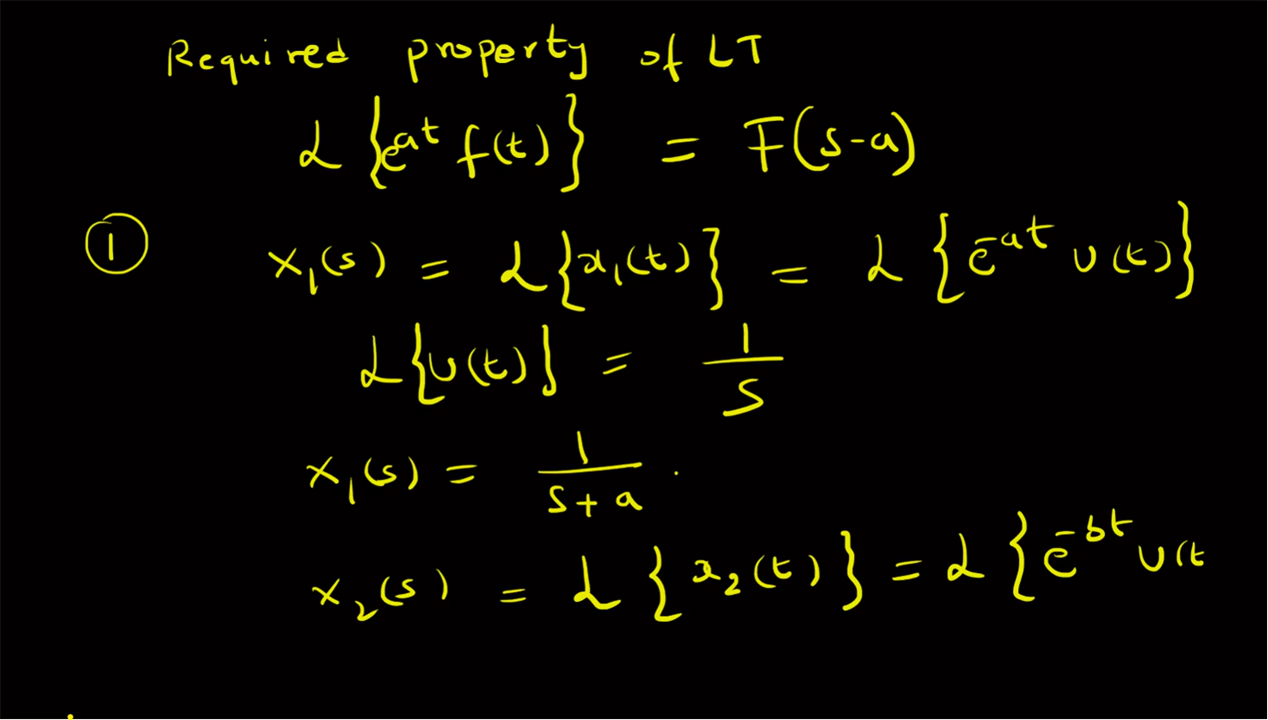 Required property of LT
L{e^{at} f(t)} = F(s-a)
① X₁(s) = L{x₁(t)} = L{e^{-at} u(t)}
L{u(t)} = 1/s
X₁(s) = 1/(s+a) .
X₂(s) = L{x₂(t)} = L{e^{-bt} u(t